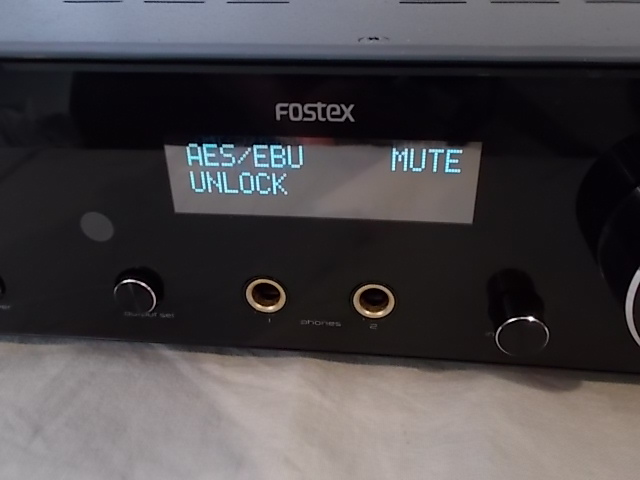 FOSTEX
AES/EBU MUTE
UNLOCK
output sel
1 phones 2